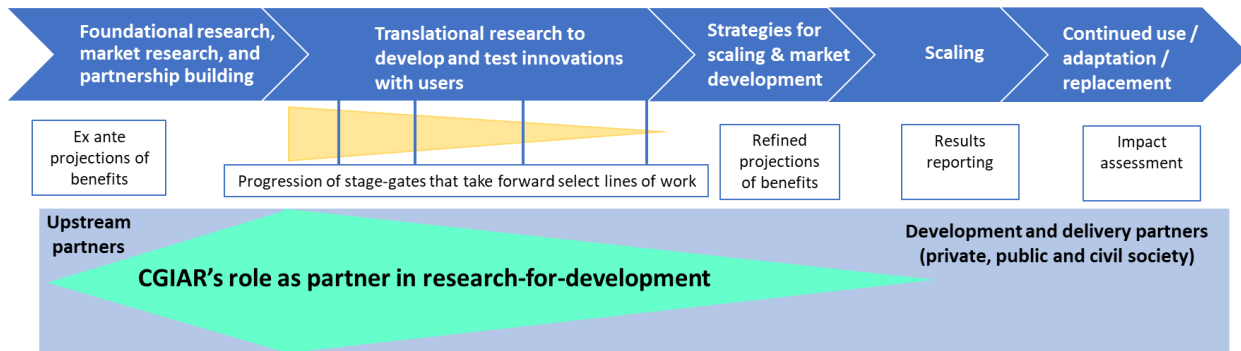 Foundational research,
market research, and
partnership building
Translational research to
develop and test innovations
with users
Strategies for
scaling & market
development
Scaling
Continued use /
adaptation /
replacement
Ex ante
projections of
benefits
Progression of stage-gates that take forward select lines of work
Refined
projections
of benefits
Results
reporting
Impact
assessment
Upstream
partners
CGIAR's role as partner in research-for-development
Development and delivery partners
(private, public and civil society)